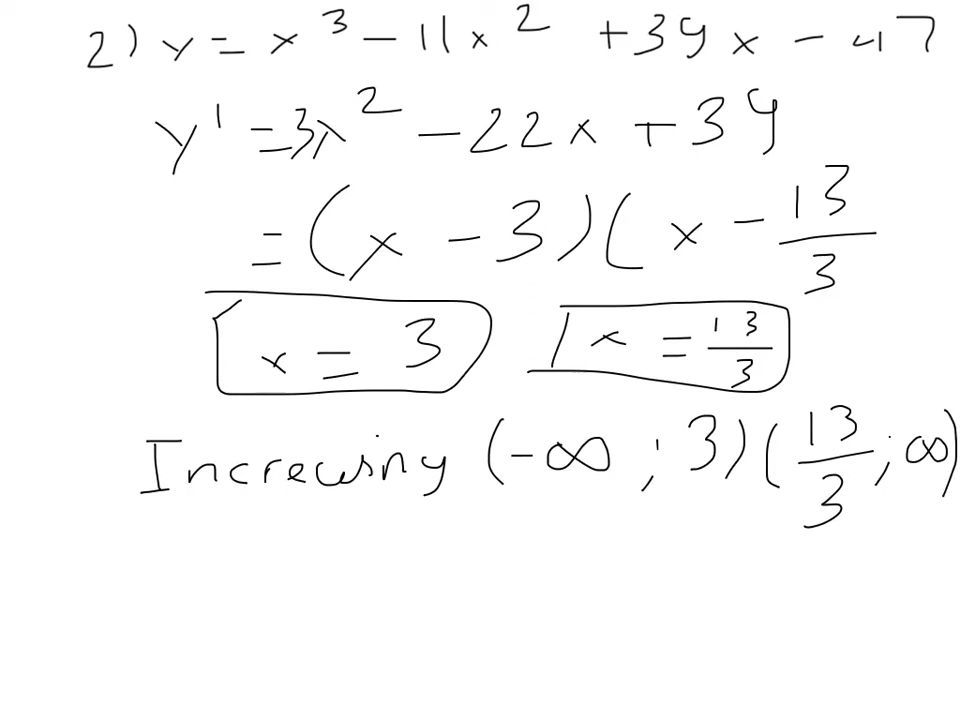 2) y = x³ - 11x² + 39x - 47
y' = 3x² - 22x + 39
= (x - 3)(x - 13/3
x = 3 x = 13/3
Increasing (-∞ ; 3)(13/3 ; ∞)